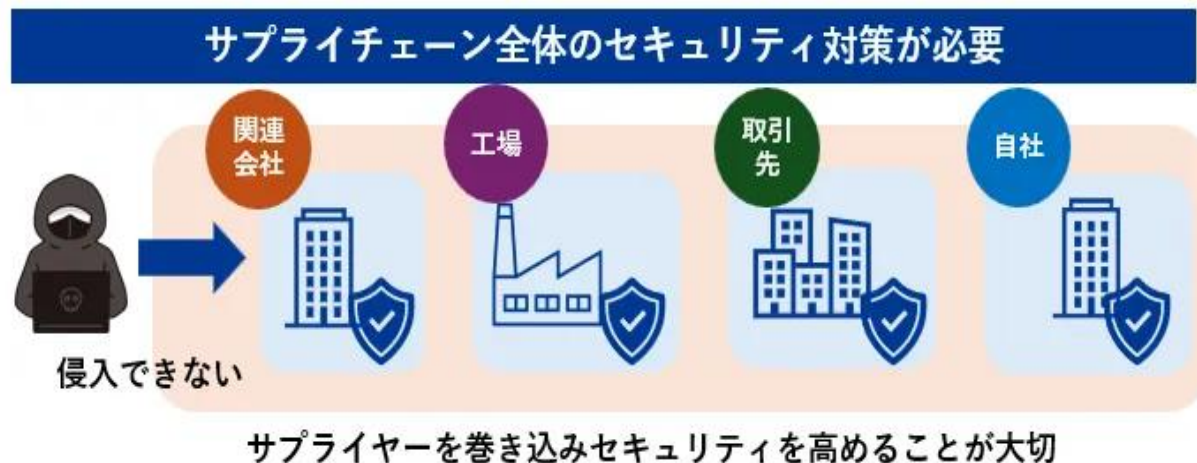 サプライチェーン全体のセキュリティ対策が必要
関連
会社
工場
取引
先
自社
侵入できない
サプライヤーを巻き込みセキュリティを高めることが大切